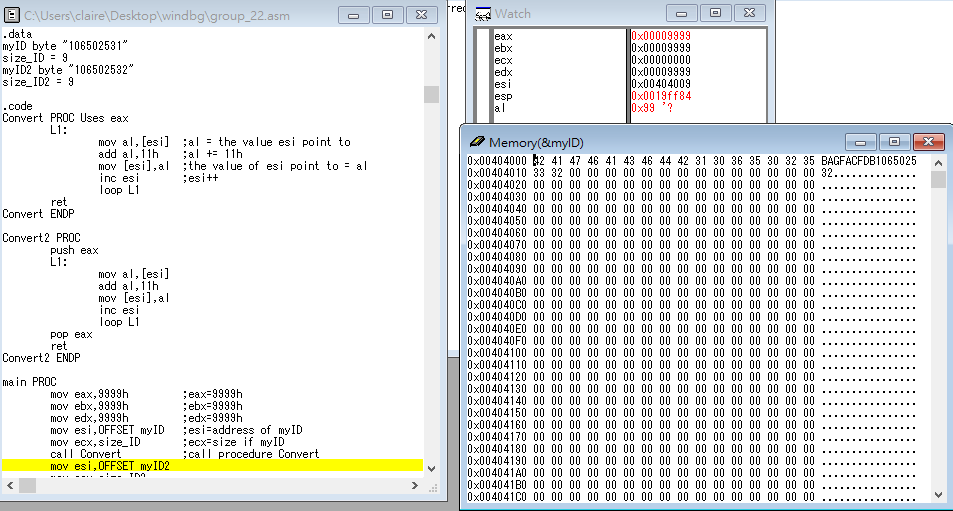 C:\Users\claire\Desktop\windbg\group_22.asm
.data
myID byte "106502531"
size_ID = 9
myID2 byte "106502532"
size_ID2 = 9
.code
Convert PROC Uses eax
L1:
mov al,[esi] ;al = the value esi point to
add al,11h ;al += 11h
mov [esi],al ;the value of esi point to = al
inc esi ;esi++
loop L1
ret
Convert ENDP
Convert2 PROC
push eax
L1:
mov al,[esi]
add al,11h
mov [esi],al
inc esi
loop L1
pop eax
ret
Convert2 ENDP
main PROC
mov eax,9999h ;eax=9999h
mov ebx,9999h ;ebx=9999h
mov edx,9999h ;edx=9999h
mov esi,OFFSET myID ;esi=address of myID
mov ecx,size_ID ;ecx=size if myID
call Convert ;call procedure Convert
mov esi,OFFSET myID2
Watch
eax 0x00009999
ebx 0x00009999
ecx 0x00000000
edx 0x00009999
esi 0x00404009
esp 0x0019ff84
al 0x99 '?
Memory(&myID)
0x00404000 42 41 47 46 41 43 46 44 42 31 30 36 35 30 32 35 BAGFACFDB1065025
0x00404010 33 32 00 00 00 00 00 00 00 00 00 00 00 00 00 00 32..............
0x00404020 00 00 00 00 00 00 00 00 00 00 00 00 00 00 00 00 ................
0x00404030 00 00 00 00 00 00 00 00 00 00 00 00 00 00 00 00 ................
0x00404040 00 00 00 00 00 00 00 00 00 00 00 00 00 00 00 00 ................
0x00404050 00 00 00 00 00 00 00 00 00 00 00 00 00 00 00 00 ................
0x00404060 00 00 00 00 00 00 00 00 00 00 00 00 00 00 00 00 ................
0x00404070 00 00 00 00 00 00 00 00 00 00 00 00 00 00 00 00 ................
0x00404080 00 00 00 00 00 00 00 00 00 00 00 00 00 00 00 00 ................
0x00404090 00 00 00 00 00 00 00 00 00 00 00 00 00 00 00 00 ................
0x004040A0 00 00 00 00 00 00 00 00 00 00 00 00 00 00 00 00 ................
0x004040B0 00 00 00 00 00 00 00 00 00 00 00 00 00 00 00 00 ................
0x004040C0 00 00 00 00 00 00 00 00 00 00 00 00 00 00 00 00 ................
0x004040D0 00 00 00 00 00 00 00 00 00 00 00 00 00 00 00 00 ................
0x004040E0 00 00 00 00 00 00 00 00 00 00 00 00 00 00 00 00 ................
0x004040F0 00 00 00 00 00 00 00 00 00 00 00 00 00 00 00 00 ................
0x00404100 00 00 00 00 00 00 00 00 00 00 00 00 00 00 00 00 ................
0x00404110 00 00 00 00 00 00 00 00 00 00 00 00 00 00 00 00 ................
0x00404120 00 00 00 00 00 00 00 00 00 00 00 00 00 00 00 00 ................
0x00404130 00 00 00 00 00 00 00 00 00 00 00 00 00 00 00 00 ................
0x00404140 00 00 00 00 00 00 00 00 00 00 00 00 00 00 00 00 ................
0x00404150 00 00 00 00 00 00 00 00 00 00 00 00 00 00 00 00 ................
0x00404160 00 00 00 00 00 00 00 00 00 00 00 00 00 00 00 00 ................
0x00404170 00 00 00 00 00 00 00 00 00 00 00 00 00 00 00 00 ................
0x00404180 00 00 00 00 00 00 00 00 00 00 00 00 00 00 00 00 ................
0x00404190 00 00 00 00 00 00 00 00 00 00 00 00 00 00 00 00 ................
0x004041A0 00 00 00 00 00 00 00 00 00 00 00 00 00 00 00 00 ................
0x004041B0 00 00 00 00 00 00 00 00 00 00 00 00 00 00 00 00 ................
0x004041C0 00 00 00 00 00 00 00 00 00 00 00 00 00 00 00 00 ................